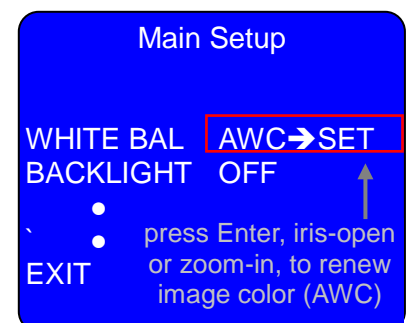 Main Setup
WHITE BAL AWC➔SET
BACKLIGHT OFF
●
` ● press Enter, iris-open
EXIT or zoom-in, to renew
image color (AWC)